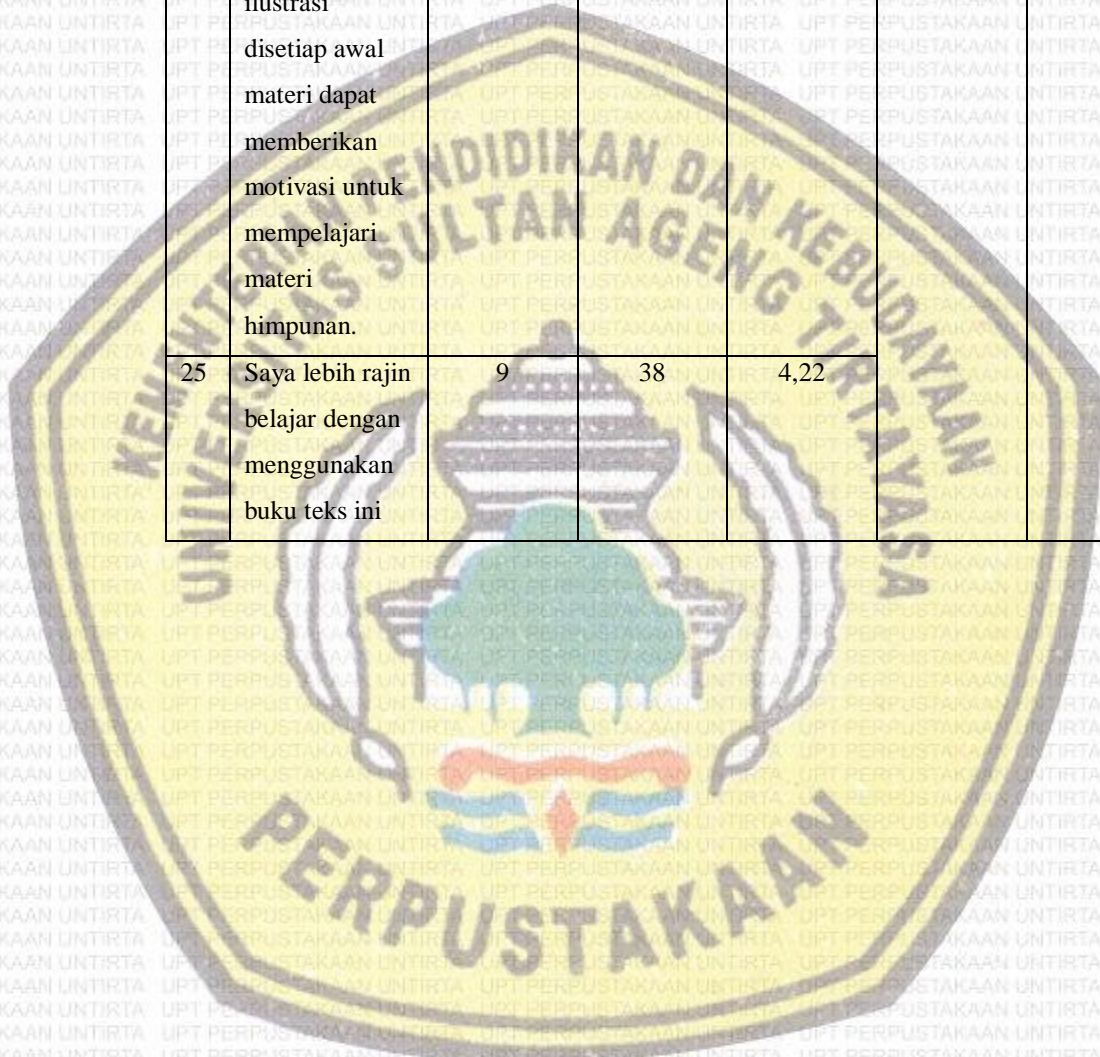 ilustrasi
disetiap awal
materi dapat
memberikan
motivasi untuk
mempelajari
materi
himpunan.
25 Saya lebih rajin 9 38 4,22
belajar dengan
menggunakan
buku teks ini
KEMENTERIAN PENDIDIKAN DAN KEBUDAYAAN
UNIVERSITAS SULTAN AGENG TIRTAYASA
PERPUSTAKAAN
UPT PERPUSTAKAAN UNTIRTA